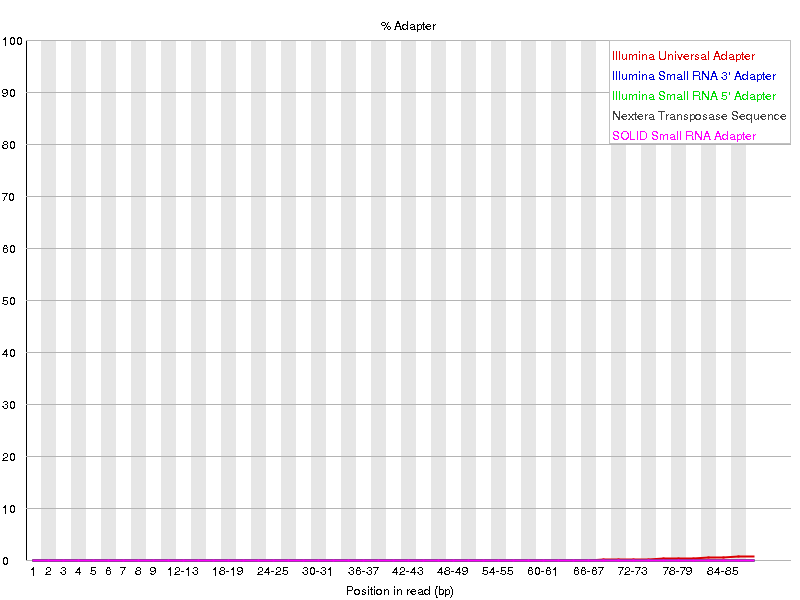 % Adapter
100
90
80
70
60
50
40
30
20
10
0
Illumina Universal Adapter
Illumina Small RNA 3' Adapter
Illumina Small RNA 5' Adapter
Nextera Transposase Sequence
SOLID Small RNA Adapter
1 2 3 4 5 6 7 8 9 12-13 18-19 24-25 30-31 36-37 42-43 48-49 54-55 60-61 66-67 72-73 78-79 84-85
Position in read (bp)